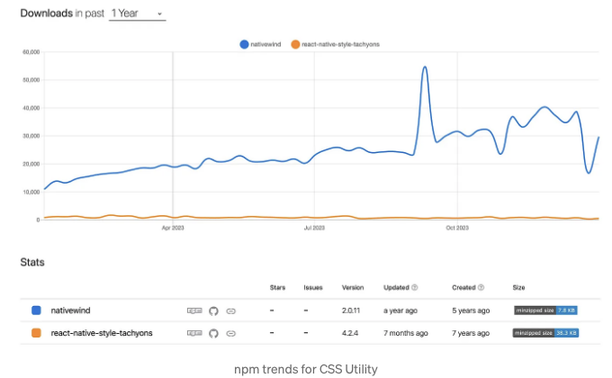 Downloads in past 1 Year
nativewind react-native-style-tachyons
60,000
50,000
40,000
30,000
20,000
10,000
0
Apr 2023 Jul 2023 Oct 2023
Stats
Stars Issues Version Updated ? Created ? Size
nativewind npm - - 2.0.11 a year ago 5 years ago minzipped size 7.8 KB
react-native-style-tachyons npm - - 4.2.4 7 months ago 7 years ago minzipped size
npm trends for CSS Utility